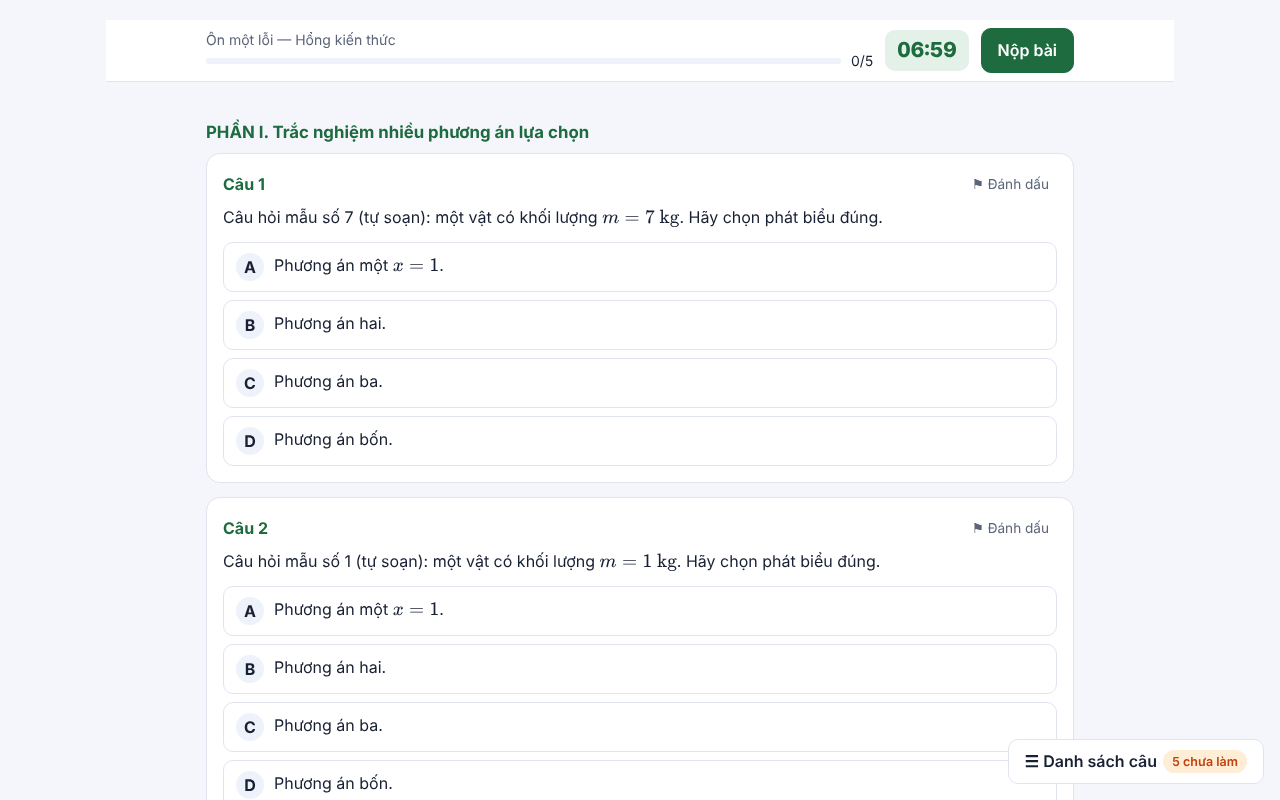 Ôn một lỗi — Hổng kiến thức
0/5
06:59
Nộp bài
PHẦN I. Trắc nghiệm nhiều phương án lựa chọn
Câu 1
⚑ Đánh dấu
Câu hỏi mẫu số 7 (tự soạn): một vật có khối lượng m = 7 kg. Hãy chọn phát biểu đúng.
A Phương án một x = 1.
B Phương án hai.
C Phương án ba.
D Phương án bốn.
Câu 2
⚑ Đánh dấu
Câu hỏi mẫu số 1 (tự soạn): một vật có khối lượng m = 1 kg. Hãy chọn phát biểu đúng.
A Phương án một x = 1.
B Phương án hai.
C Phương án ba.
D Phương án bốn.
☰ Danh sách câu 5 chưa làm